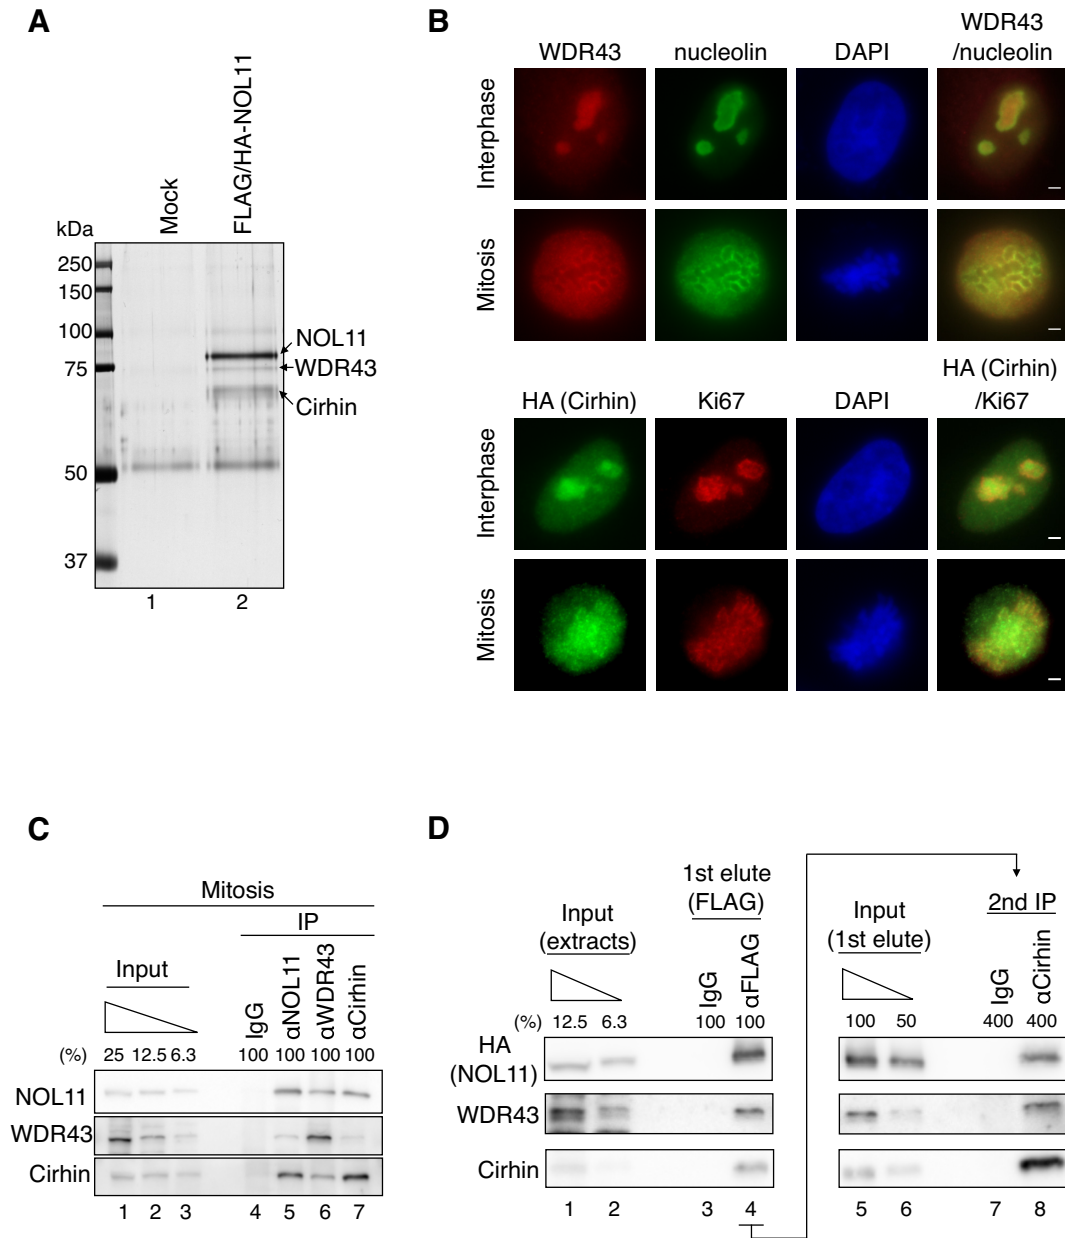 A
Mock
FLAG/HA-NOL11
kDa
250
150
100
75
50
37
NOL11
WDR43
Cirhin
1 2
B
WDR43 nucleolin DAPI WDR43
/nucleolin
Interphase
Mitosis
HA (Cirhin) Ki67 DAPI HA (Cirhin)
/Ki67
Interphase
Mitosis
C
Mitosis
IP
Input
IgG
αNOL11
αWDR43
αCirhin
(%) 25 12.5 6.3 100 100 100 100
NOL11
WDR43
Cirhin
1 2 3 4 5 6 7
D
1st elute
(FLAG)
Input
(extracts)
IgG
αFLAG
Input
(1st elute)
2nd IP
IgG
αCirhin
(%) 12.5 6.3 100 100 100 50 400 400
HA
(NOL11)
WDR43
Cirhin
1 2 3 4 5 6 7 8